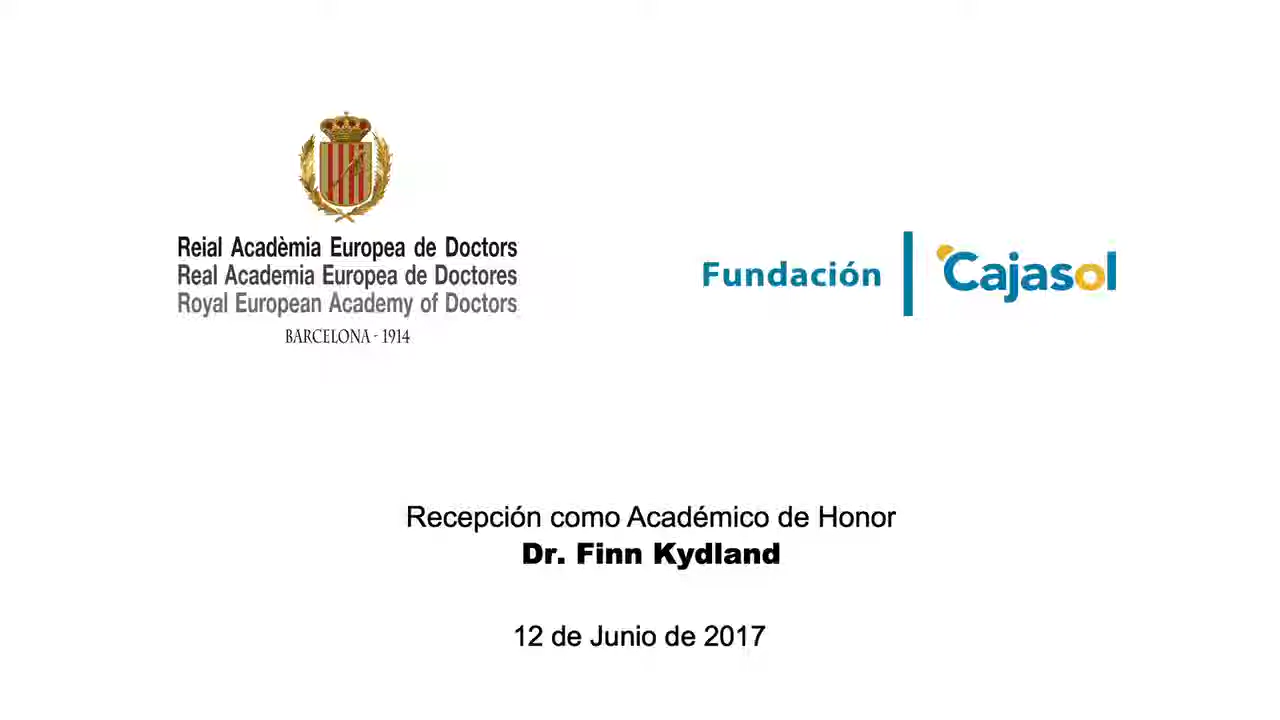 Reial Acadèmia Europea de Doctors
Real Academia Europea de Doctores
Royal European Academy of Doctors
BARCELONA - 1914
Fundación
Cajasol
Recepción como Académico de Honor
Dr. Finn Kydland
12 de Junio de 2017